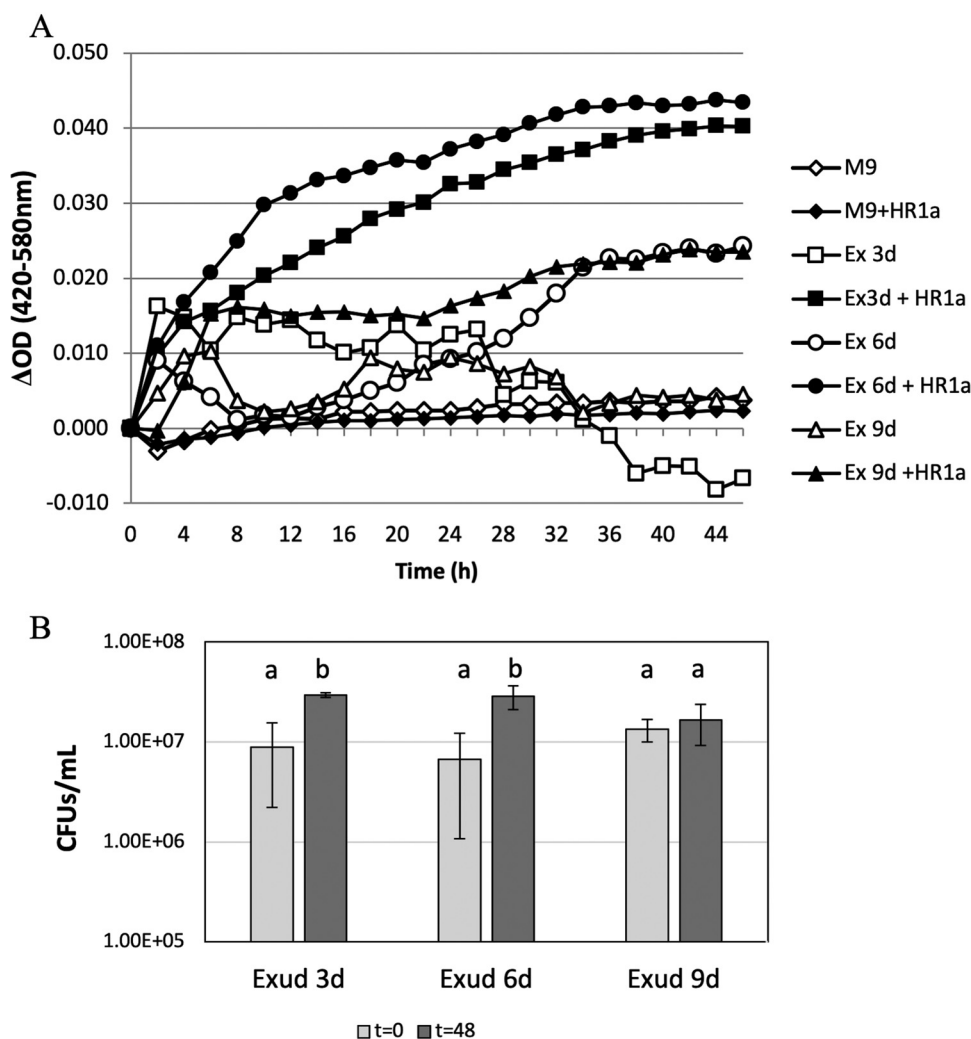 A
ΔOD (420-580nm)
0.050
0.040
0.030
0.020
0.010
0.000
-0.010
0 4 8 12 16 20 24 28 32 36 40 44
Time (h)
M9
M9+HR1a
Ex 3d
Ex3d + HR1a
Ex 6d
Ex 6d + HR1a
Ex 9d
Ex 9d +HR1a
B
CFUs/mL
1.00E+08
1.00E+07
1.00E+06
1.00E+05
a b a b a a
Exud 3d Exud 6d Exud 9d
t=0 t=48